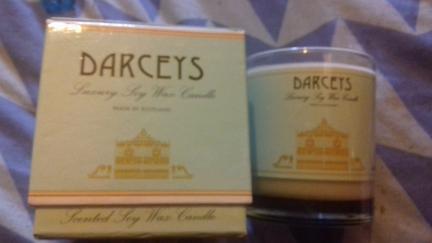 DARCEYS
Luxury Soy Wax Candle
MADE IN SCOTLAND
Scented Soy Wax Candle
DARCEYS
Luxury Soy Wax Candle